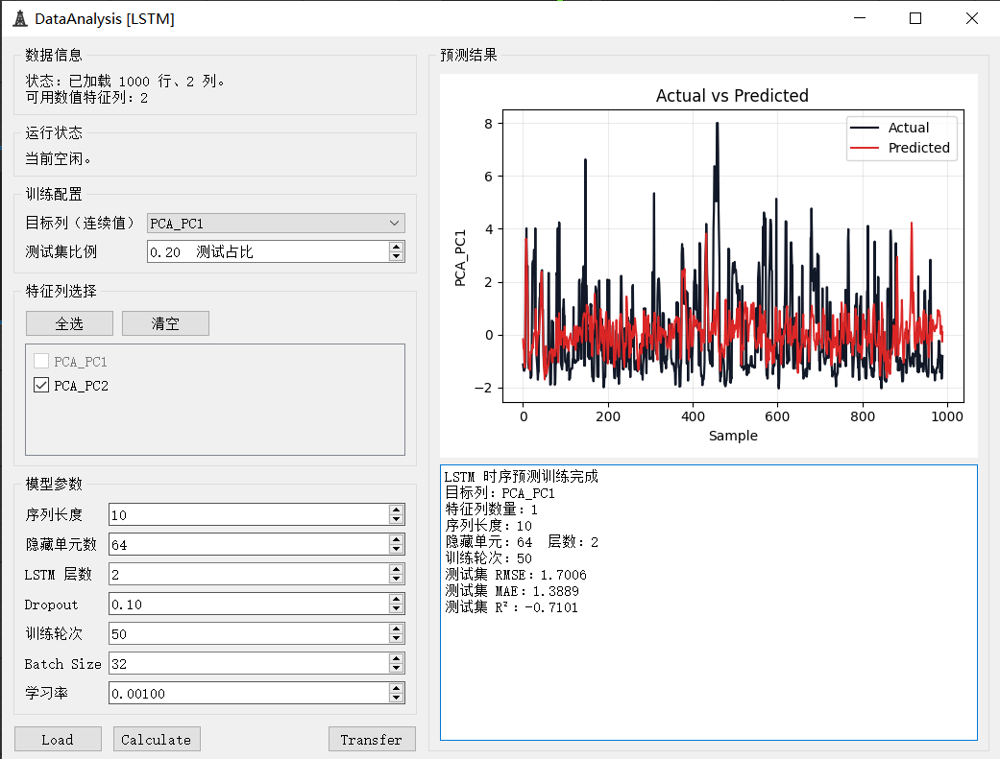 DataAnalysis [LSTM]
数据信息
状态：已加载 1000 行、2 列。
可用数值特征列：2
运行状态
当前空闲。
训练配置
目标列（连续值） PCA_PC1
测试集比例 0.20 测试占比
特征列选择
全选 清空
PCA_PC1
PCA_PC2
模型参数
序列长度 10
隐藏单元数 64
LSTM 层数 2
Dropout 0.10
训练轮次 50
Batch Size 32
学习率 0.00100
Load Calculate Transfer
预测结果
Actual vs Predicted
Actual
Predicted
PCA_PC1
8
6
4
2
0
−2
0 200 400 600 800 1000
Sample
LSTM 时序预测训练完成
目标列：PCA_PC1
特征列数量：1
序列长度：10
隐藏单元：64 层数：2
训练轮次：50
测试集 RMSE：1.7006
测试集 MAE：1.3889
测试集 R²：-0.7101